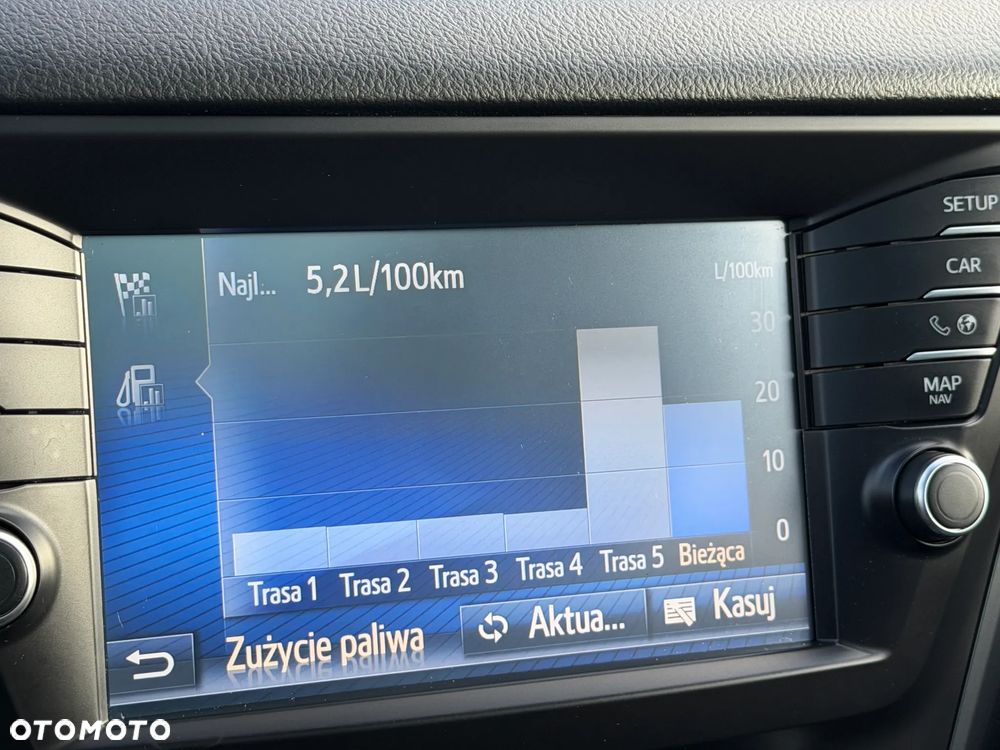 SETUP
CAR
MAP
NAV
Najl... 5,2 L/100km
L/100km
30
20
10
0
Trasa 1 Trasa 2 Trasa 3 Trasa 4 Trasa 5 Bieżąca
Zużycie paliwa Aktua... Kasuj
OTOMOTO